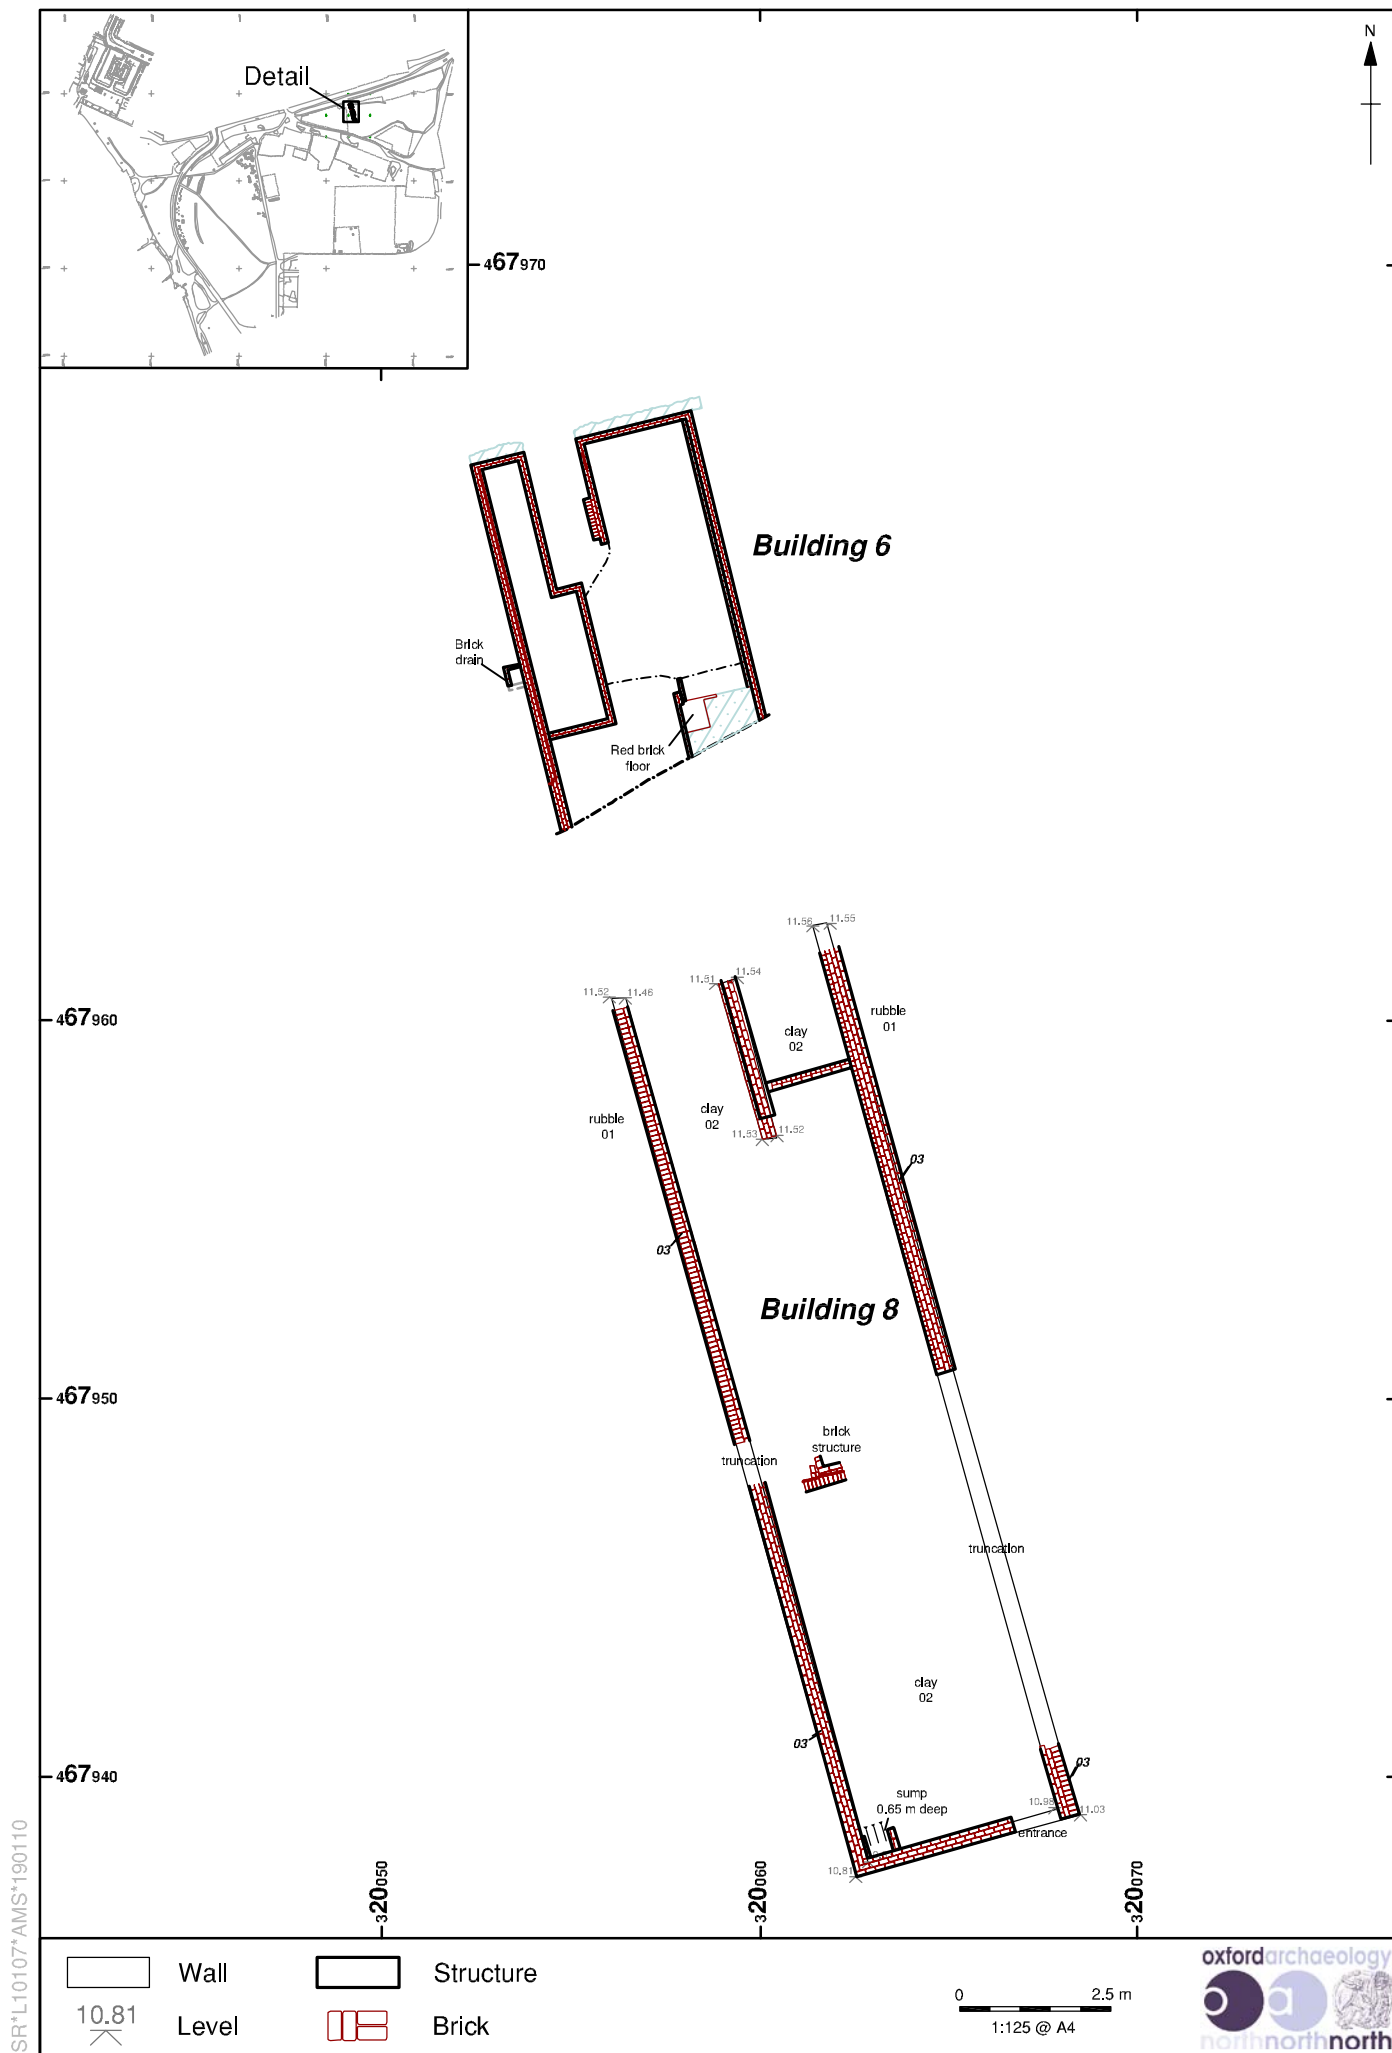 Detail
N
467970
Building 6
Brick
drain
Red brick
floor
11.56
11.55
11.51
11.54
11.52
11.46
467960
rubble
01
clay
02
rubble
01
clay
02
11.53
11.52
03
03
Building 8
467950
brick
structure
truncation
truncation
clay
02
03
467940
03
sump
0.65 m deep
10.98
11.03
entrance
10.81
320050
320060
320070
SR*L10107*AMS*190110
Wall
Structure
10.81
Level
Brick
0
2.5 m
1:125 @ A4
oxfordarchaeology
oa
northnorthnorth